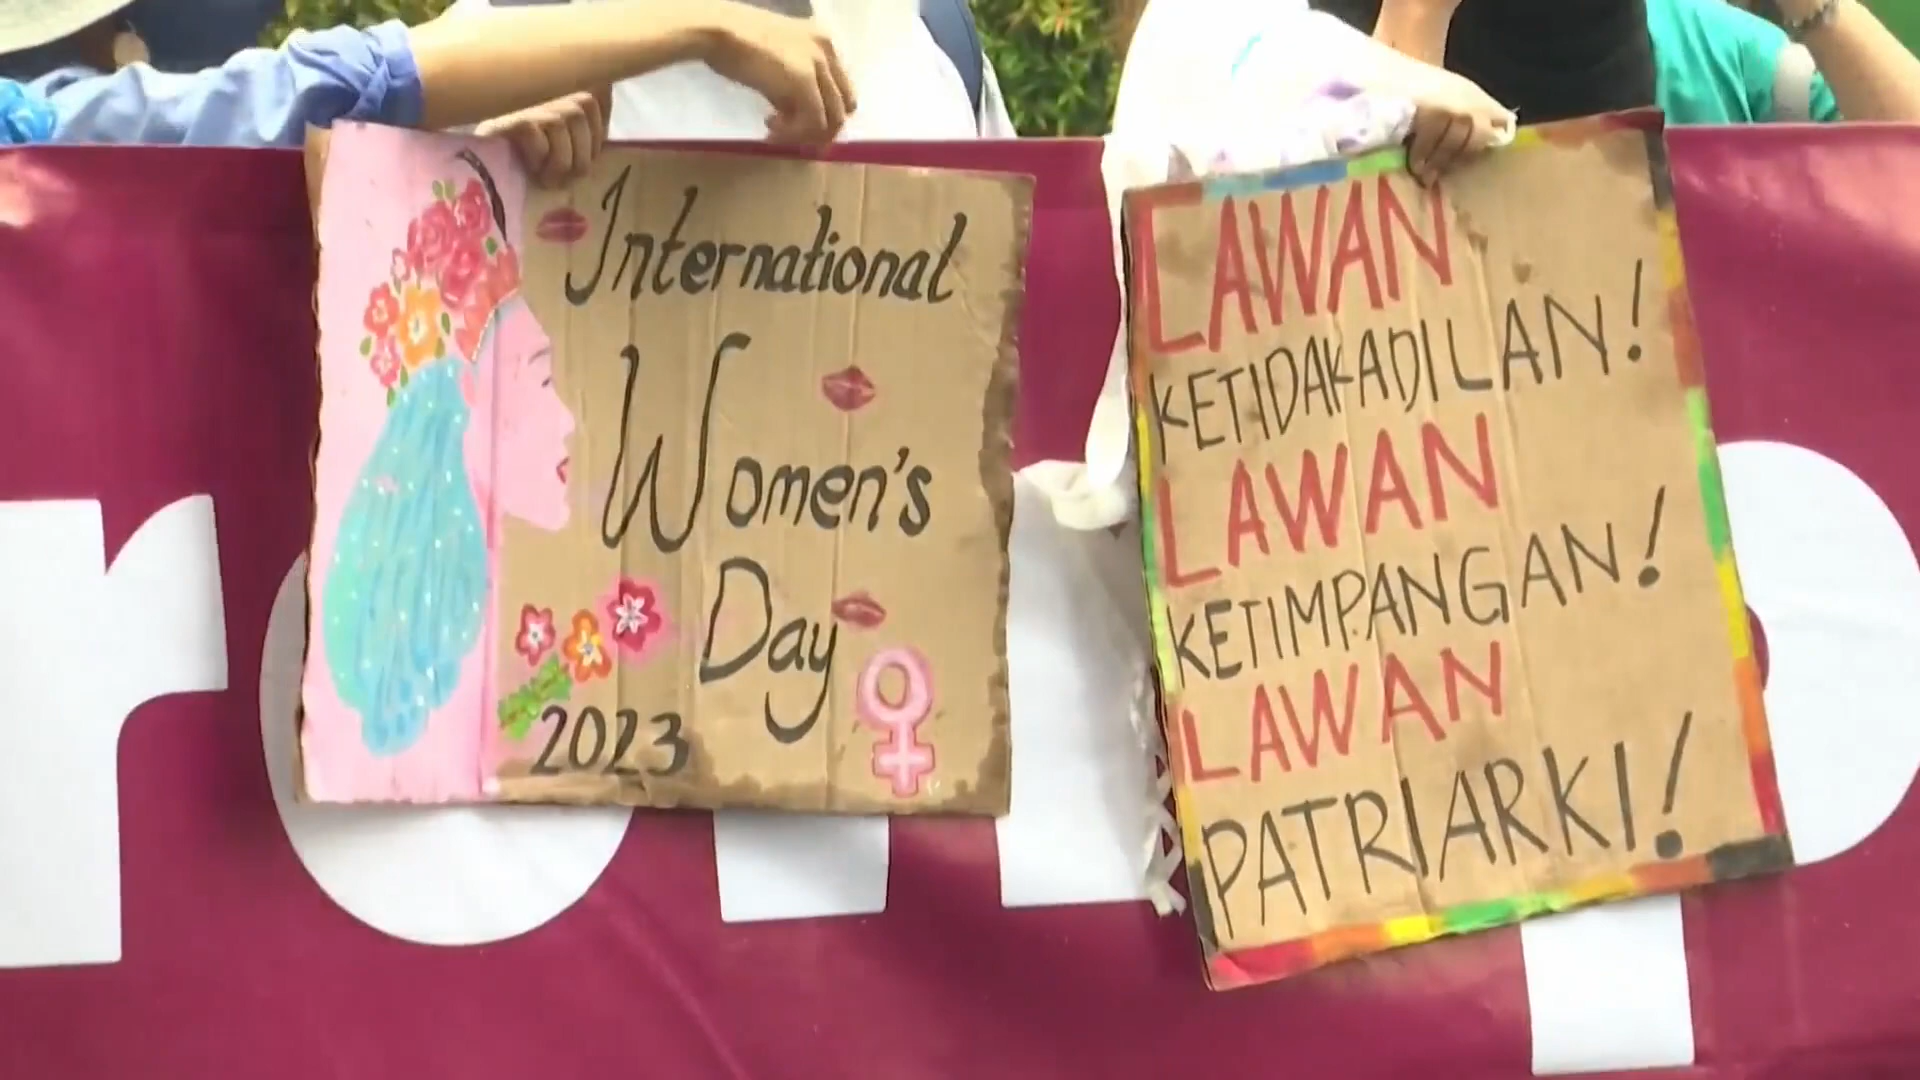 International
Women's
Day
2023
LAWAN
KETIDAKADILAN!
LAWAN
KETIMPANGAN!
LAWAN
PATRIARKI!